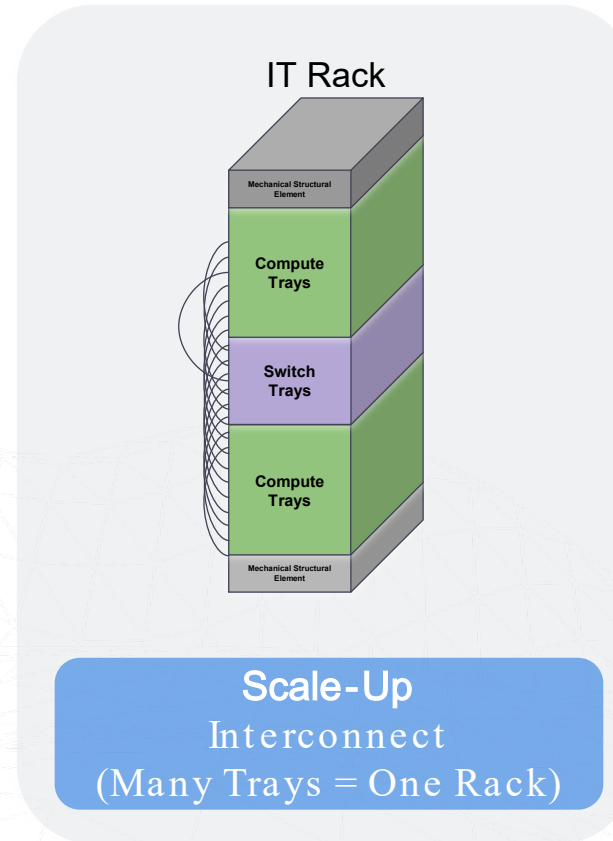 IT Rack
Mechanical Structural
Element
Compute
Trays
Switch
Trays
Compute
Trays
Mechanical Structural
Element
Scale-Up
Interconnect
(Many Trays = One Rack)